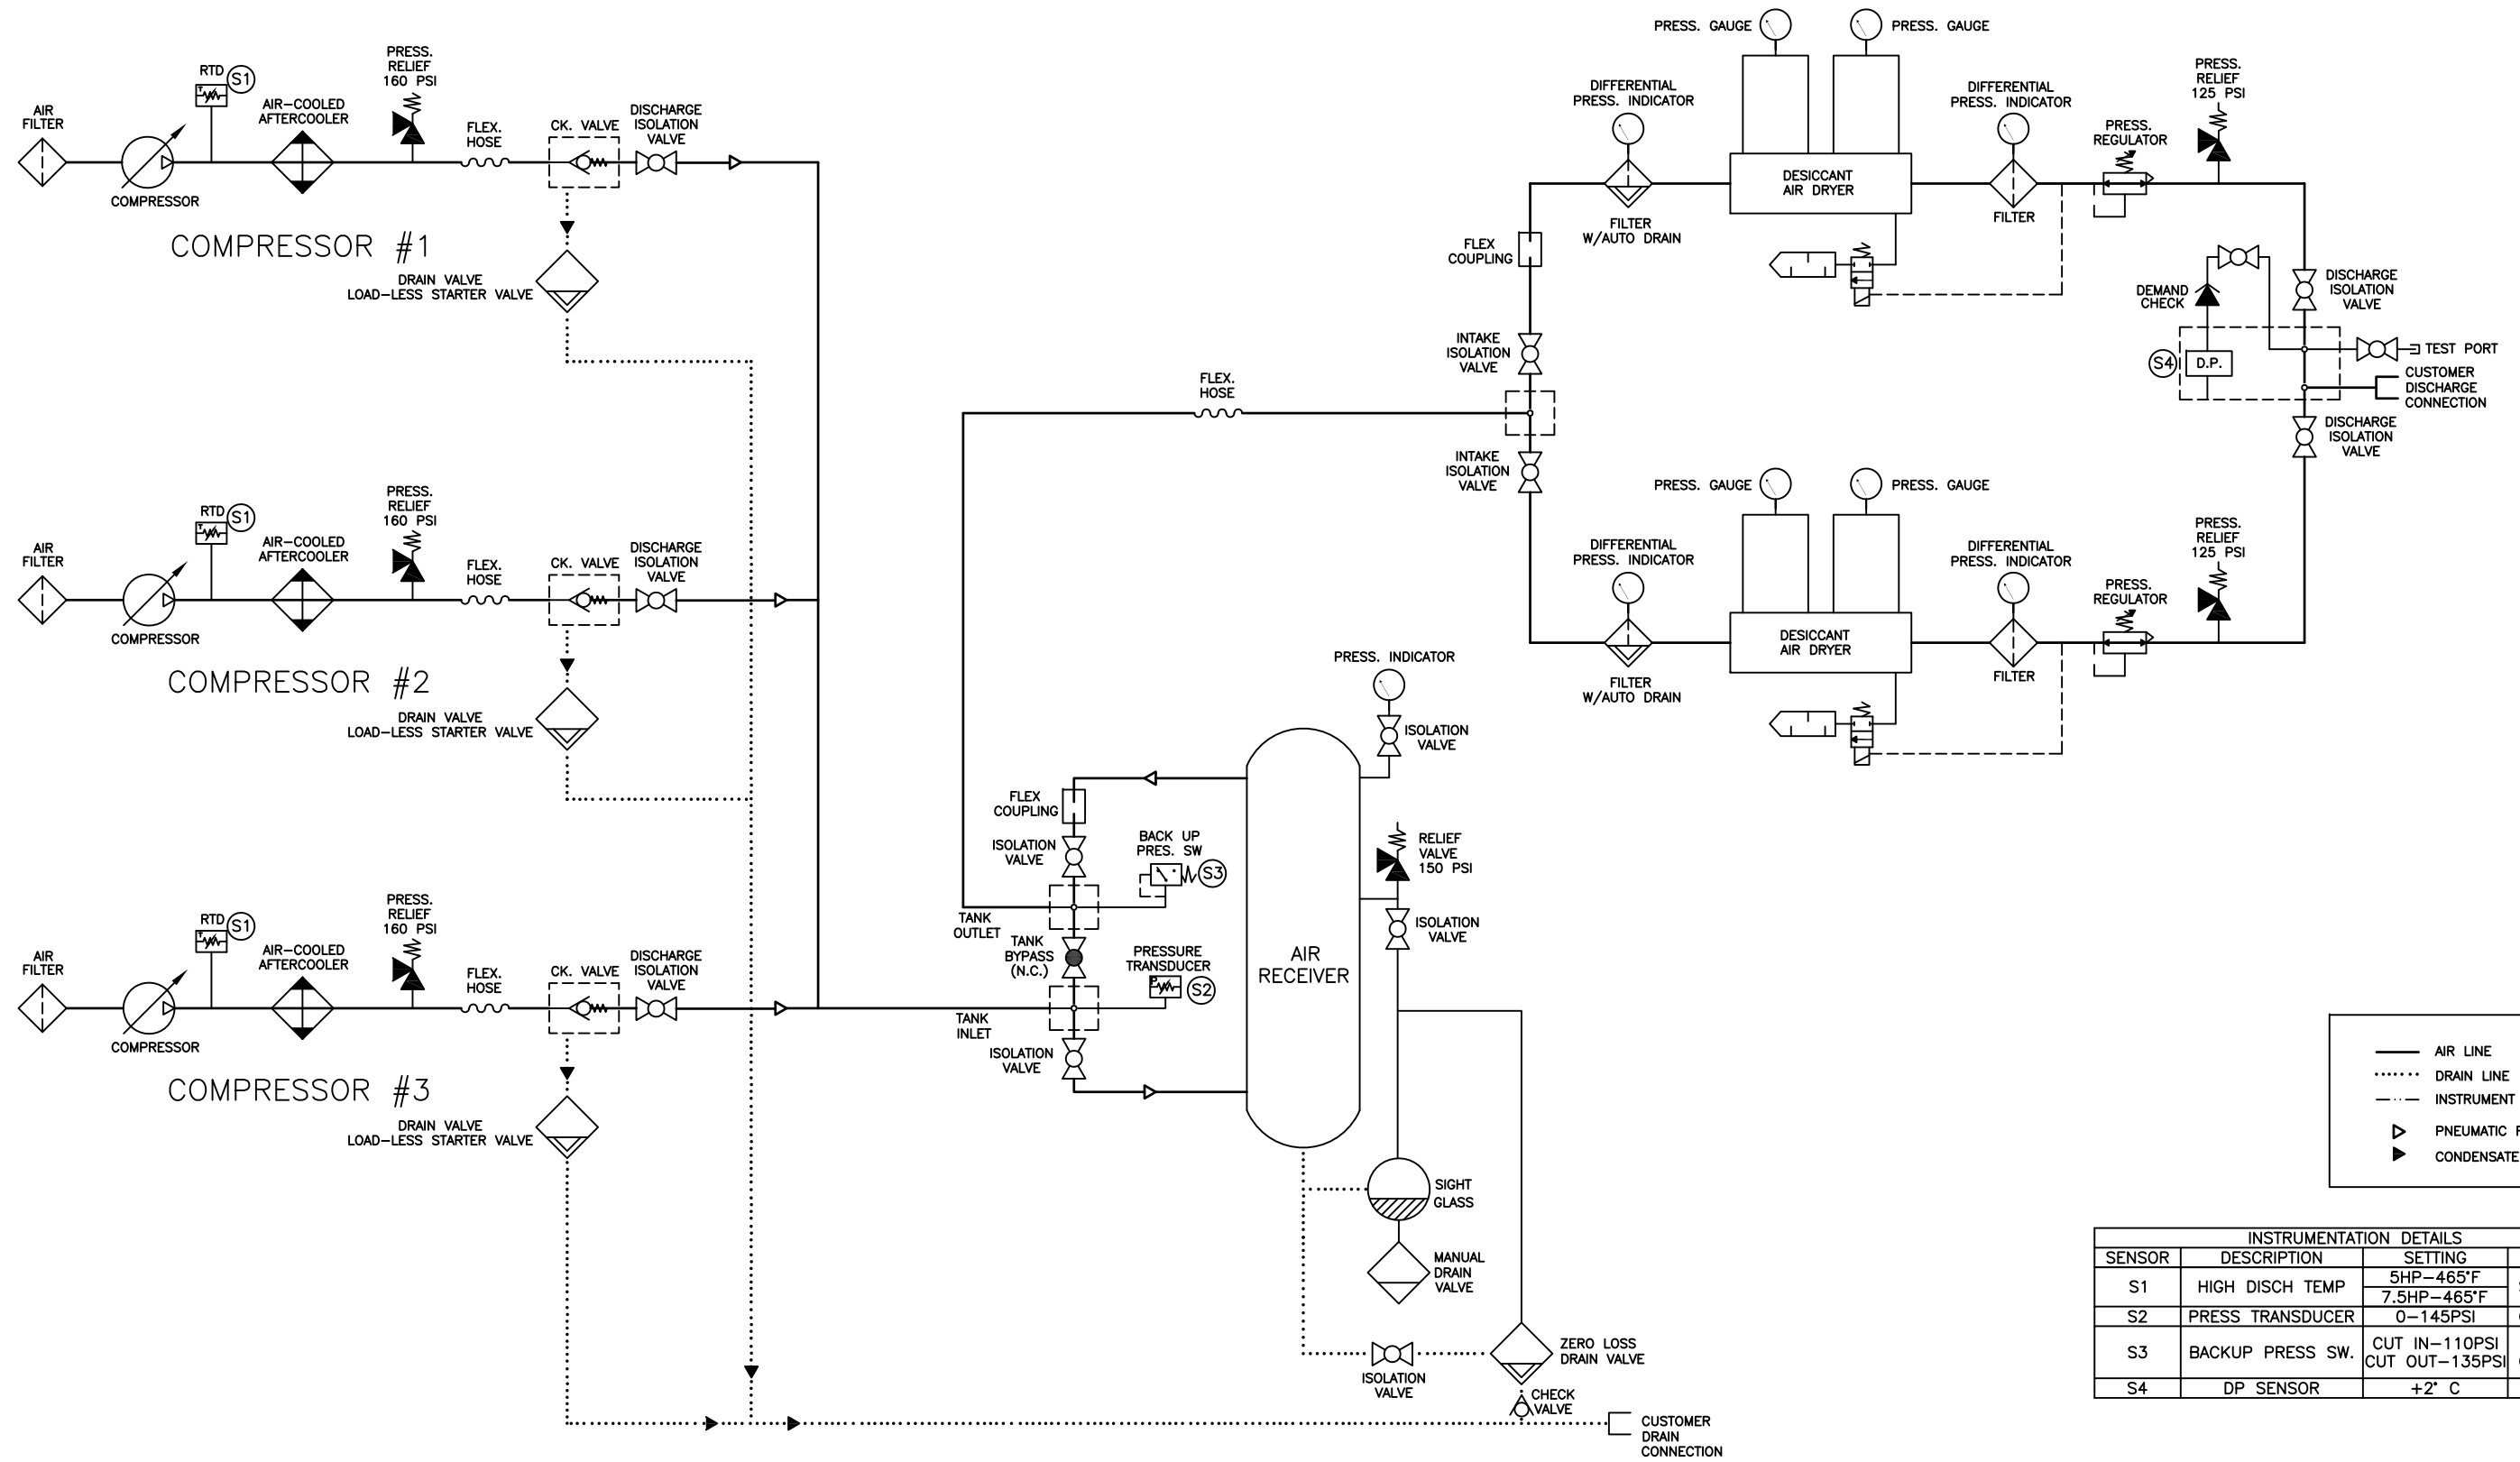 PRESS. GAUGE
PRESS. GAUGE
PRESS.
RELIEF
160 PSI
RTD
S1
AIR-COOLED
AFTERCOOLER
AIR
FILTER
FLEX.
HOSE
CK. VALVE
DISCHARGE
ISOLATION
VALVE
COMPRESSOR
COMPRESSOR #1
DRAIN VALVE
LOAD-LESS STARTER VALVE
PRESS.
RELIEF
160 PSI
RTD
S1
AIR-COOLED
AFTERCOOLER
AIR
FILTER
FLEX.
HOSE
CK. VALVE
DISCHARGE
ISOLATION
VALVE
COMPRESSOR
COMPRESSOR #2
DRAIN VALVE
LOAD-LESS STARTER VALVE
PRESS.
RELIEF
160 PSI
RTD
S1
AIR-COOLED
AFTERCOOLER
AIR
FILTER
FLEX.
HOSE
CK. VALVE
DISCHARGE
ISOLATION
VALVE
COMPRESSOR
COMPRESSOR #3
DRAIN VALVE
LOAD-LESS STARTER VALVE
DIFFERENTIAL
PRESS. INDICATOR
DESICCANT
AIR DRYER
FILTER
W/AUTO DRAIN
DIFFERENTIAL
PRESS. INDICATOR
FILTER
PRESS.
REGULATOR
PRESS.
RELIEF
125 PSI
FLEX
COUPLING
INTAKE
ISOLATION
VALVE
FLEX.
HOSE
INTAKE
ISOLATION
VALVE
DEMAND
CHECK
S4
D.P.
DISCHARGE
ISOLATION
VALVE
TEST PORT
CUSTOMER
DISCHARGE
CONNECTION
DISCHARGE
ISOLATION
VALVE
PRESS. GAUGE
PRESS. GAUGE
DIFFERENTIAL
PRESS. INDICATOR
DESICCANT
AIR DRYER
FILTER
W/AUTO DRAIN
DIFFERENTIAL
PRESS. INDICATOR
FILTER
PRESS.
REGULATOR
PRESS.
RELIEF
125 PSI
PRESS. INDICATOR
ISOLATION
VALVE
FLEX
COUPLING
ISOLATION
VALVE
BACK UP
PRES. SW
S3
TANK
OUTLET
TANK
BYPASS
(N.C.)
PRESSURE
TRANSDUCER
P
S2
TANK
INLET
ISOLATION
VALVE
AIR
RECEIVER
RELIEF
VALVE
150 PSI
ISOLATION
VALVE
SIGHT
GLASS
MANUAL
DRAIN
VALVE
ZERO LOSS
DRAIN VALVE
ISOLATION
VALVE
CHECK
VALVE
CUSTOMER
DRAIN
CONNECTION
AIR LINE
DRAIN LINE
INSTRUMENT
PNEUMATIC
CONDENSATE
INSTRUMENTATION DETAILS
SENSOR DESCRIPTION SETTING
S1 HIGH DISCH TEMP 5HP-465°F
7.5HP-465°F
S2 PRESS TRANSDUCER 0-145PSI
S3 BACKUP PRESS SW. CUT IN-110PSI
CUT OUT-135PSI
S4 DP SENSOR +2° C